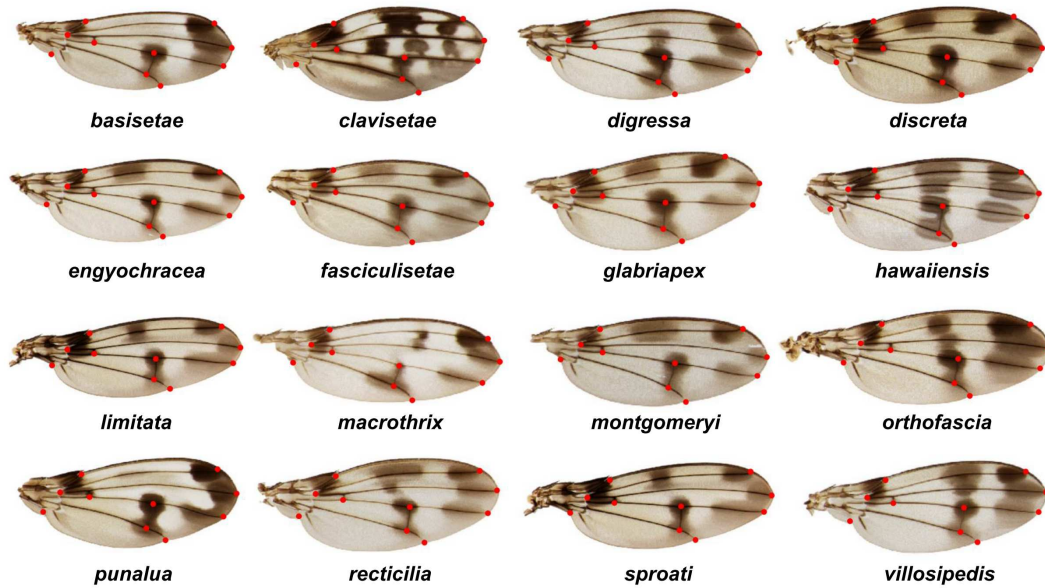 basisetae clavisetae digressa discreta
engyochracea fasciculisetae glabriapex hawaiiensis
limitata macrothrix montgomeryi orthofascia
punalua recticilia sproati villosipedis